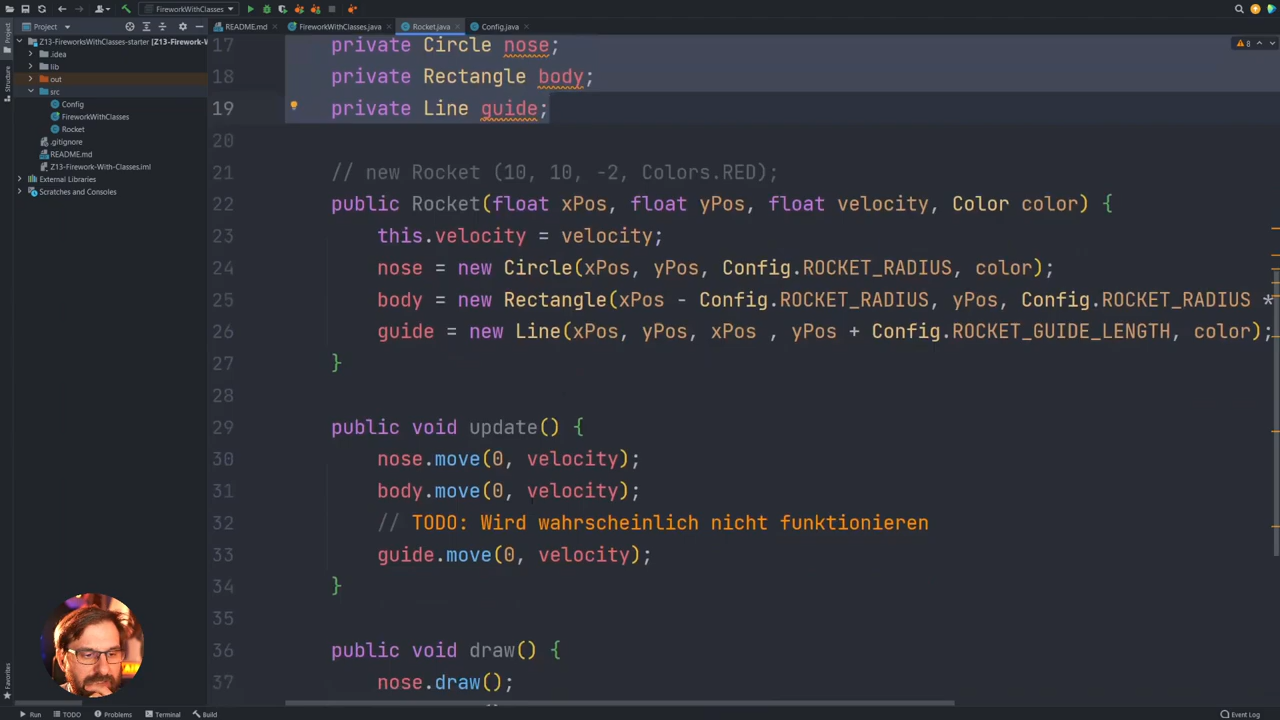 FireworkWithClasses
Project
README.md
FireworkWithClasses.java
Rocket.java
Config.java
Project
Structure
Favorites
Z13-FireworksWithClasses-starter [Z13-Firework-W
.idea
lib
out
src
Config
FireworkWithClasses
Rocket
.gitignore
README.md
Z13-Firework-With-Classes.iml
External Libraries
Scratches and Consoles
8
17 private Circle nose;
18 private Rectangle body;
19 private Line guide;
20
21 // new Rocket (10, 10, -2, Colors.RED);
22 public Rocket(float xPos, float yPos, float velocity, Color color) {
23 this.velocity = velocity;
24 nose = new Circle(xPos, yPos, Config.ROCKET_RADIUS, color);
25 body = new Rectangle(xPos - Config.ROCKET_RADIUS, yPos, Config.ROCKET_RADIUS *
26 guide = new Line(xPos, yPos, xPos , yPos + Config.ROCKET_GUIDE_LENGTH, color);
27 }
28
29 public void update() {
30 nose.move(0, velocity);
31 body.move(0, velocity);
32 // TODO: Wird wahrscheinlich nicht funktionieren
33 guide.move(0, velocity);
34 }
35
36 public void draw() {
37 nose.draw();
Run
TODO
Problems
Terminal
Build
Event Log